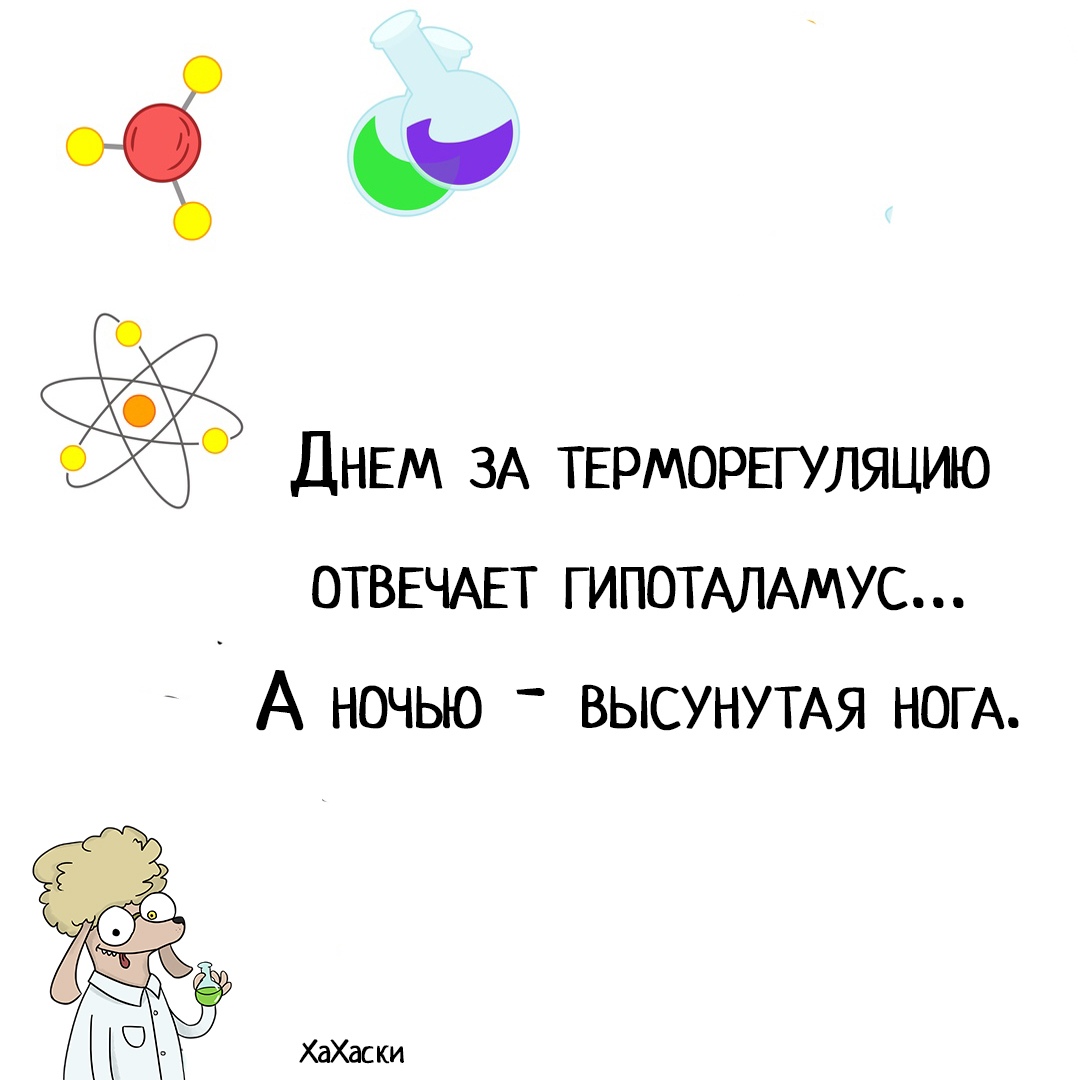 Днем за терморегуляцию
отвечает гипоталамус...
А ночью - высунутая нога.
ХаХаски